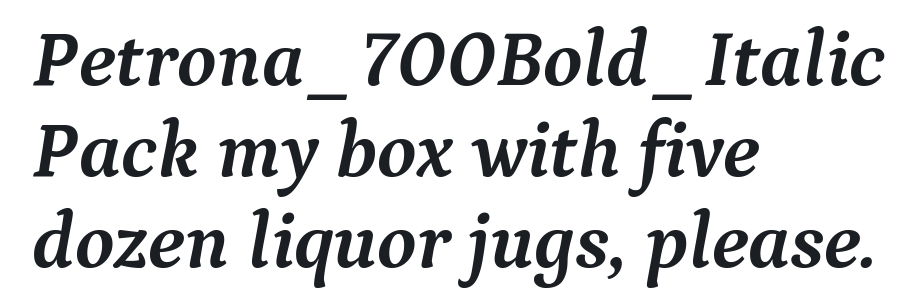 Petrona_700Bold_Italic
Pack my box with five
dozen liquor jugs, please.